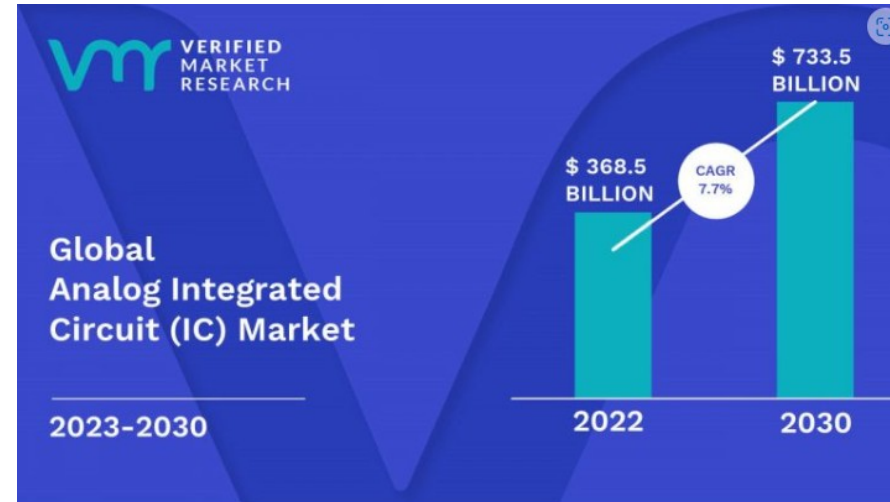 vmr
VERIFIED
MARKET
RESEARCH
Global
Analog Integrated
Circuit (IC) Market
2023-2030
$ 368.5
BILLION
CAGR
7.7%
$ 733.5
BILLION
2022
2030